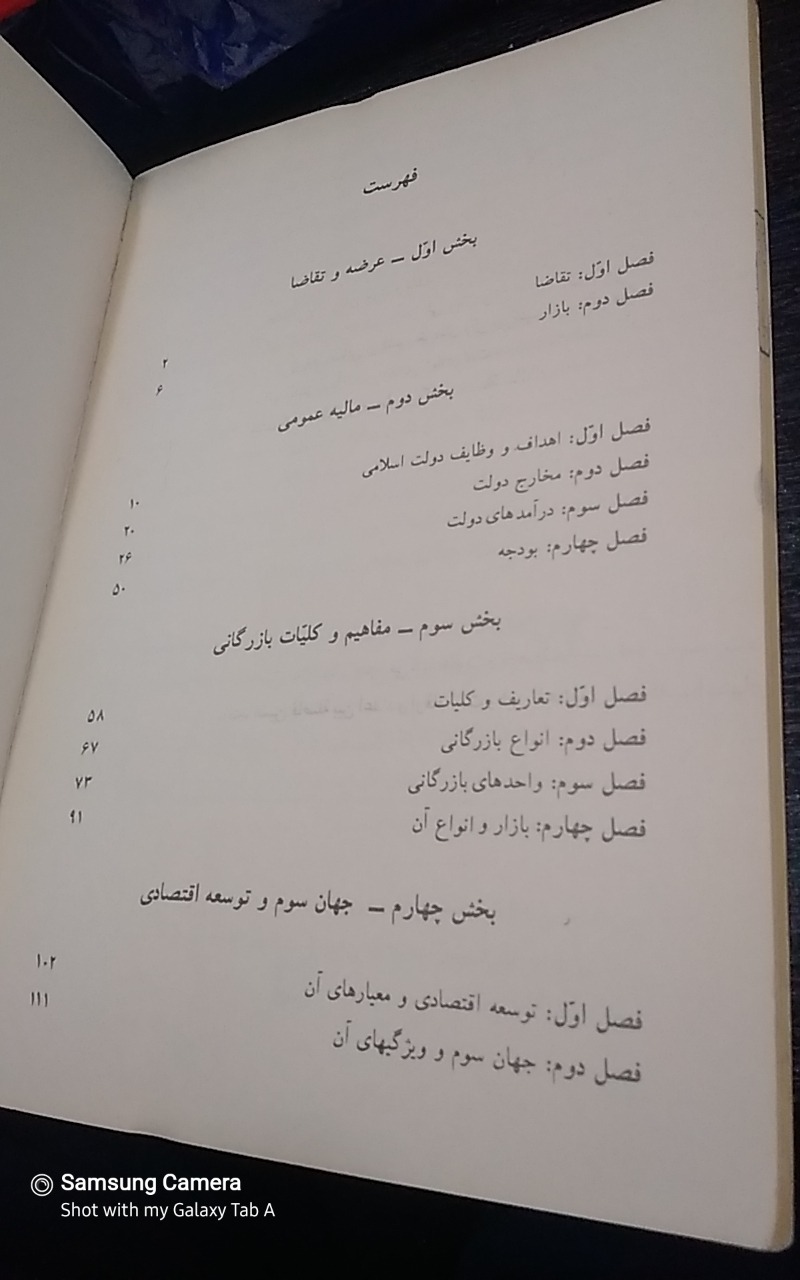 فهرست
بخش اوّل ــ عرضه و تقاضا
فصل اوّل: تقاضا ۲
فصل دوم: بازار ۶
بخش دوم ــ مالیه عمومی
فصل اوّل: اهداف و وظایف دولت اسلامی ۱۰
فصل دوم: مخارج دولت ۲۰
فصل سوم: درآمدهای دولت ۲۶
فصل چهارم: بودجه ۵۰
بخش سوم ــ مفاهیم و کلیّات بازرگانی
فصل اوّل: تعاریف و کلیات ۵۸
فصل دوم: انواع بازرگانی ۶۷
فصل سوم: واحدهای بازرگانی ۷۳
فصل چهارم: بازار و انواع آن ۹۱
بخش چهارم ــ جهان سوم و توسعه اقتصادی
فصل اوّل: توسعه اقتصادی و معیارهای آن ۱۰۲
فصل دوم: جهان سوم و ویژگیهای آن ۱۱۱
Samsung Camera
Shot with my Galaxy Tab A